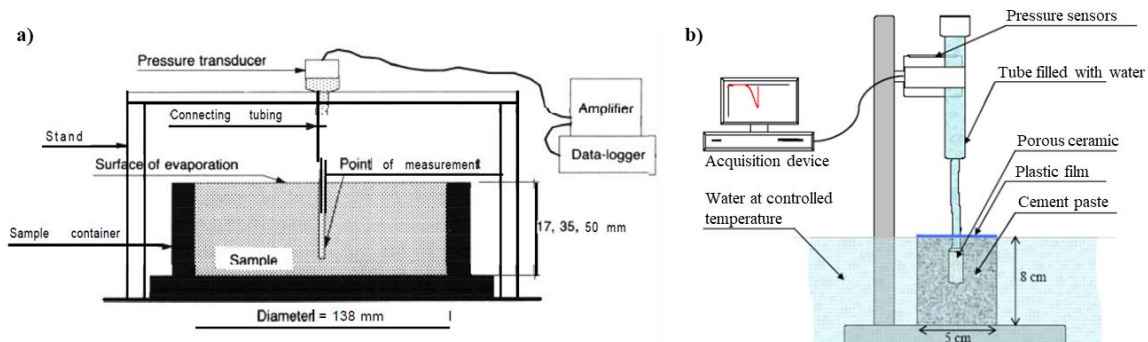 a)
Pressure transducer
Connecting tubing
Stand
Surface of evaporation
Point of measurement
Sample container
Sample
Diameter = 138 mm
17, 35, 50 mm
Amplifier
Data-logger
b)
Pressure sensors
Tube filled with water
Acquisition device
Porous ceramic
Plastic film
Cement paste
Water at controlled
temperature
8 cm
5 cm